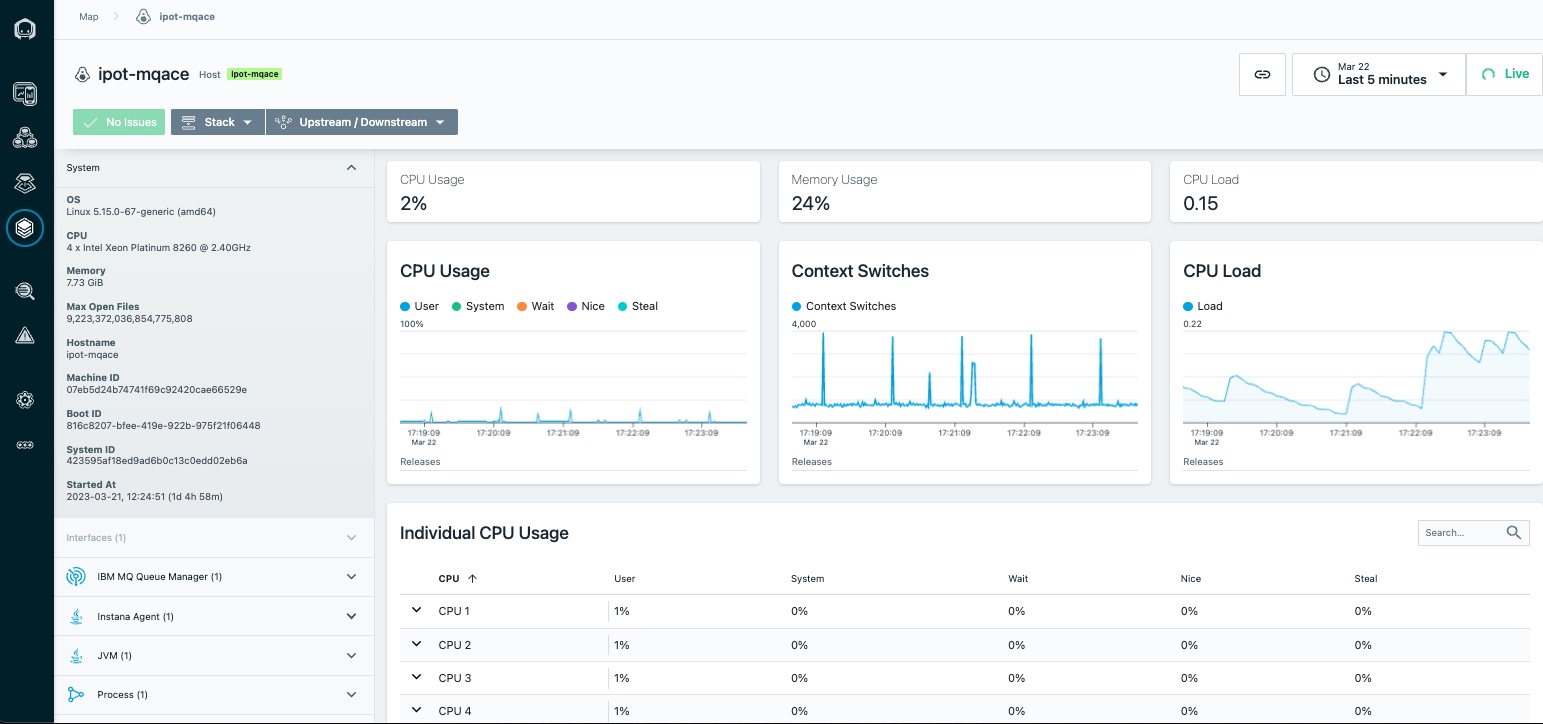 Map
ipot-mqace
ipot-mqace Host ipot-mqace
Mar 22
Last 5 minutes
Live
No Issues
Stack
Upstream / Downstream
System
OS
Linux 5.15.0-67-generic (amd64)
CPU
4 x Intel Xeon Platinum 8260 @ 2.40GHz
Memory
7.73 GiB
Max Open Files
9,223,372,036,854,775,808
Hostname
ipot-mqace
Machine ID
07eb5d24b74741f69c92420cae66529e
Boot ID
816c8207-bfee-419e-922b-975f21f06448
System ID
423595af18ed9ad6b0c13c0edd02eb6a
Started At
2023-03-21, 12:24:51 (1d 4h 58m)
Interfaces (1)
IBM MQ Queue Manager (1)
Instana Agent (1)
JVM (1)
Process (1)
CPU Usage
2%
Memory Usage
24%
CPU Load
0.15
CPU Usage
User System Wait Nice Steal
100%
17:19:09 17:20:09 17:21:09 17:22:09 17:23:09
Mar 22
Releases
Context Switches
Context Switches
4,000
17:19:09 17:20:09 17:21:09 17:22:09 17:23:09
Mar 22
Releases
CPU Load
Load
0.22
17:19:09 17:20:09 17:21:09 17:22:09 17:23:09
Mar 22
Releases
Individual CPU Usage
Search...
CPU User System Wait Nice Steal
CPU 1 1% 0% 0% 0% 0%
CPU 2 1% 0% 0% 0% 0%
CPU 3 1% 0% 0% 0% 0%
CPU 4 1% 0% 0% 0% 0%